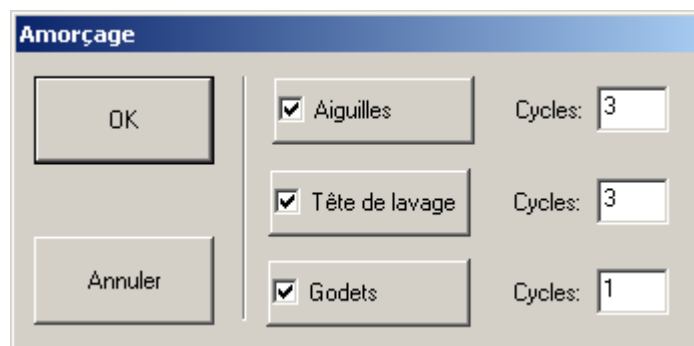 Amorçage
OK
Aiguilles Cycles: 3
Tête de lavage Cycles: 3
Annuler
Godets Cycles: 1